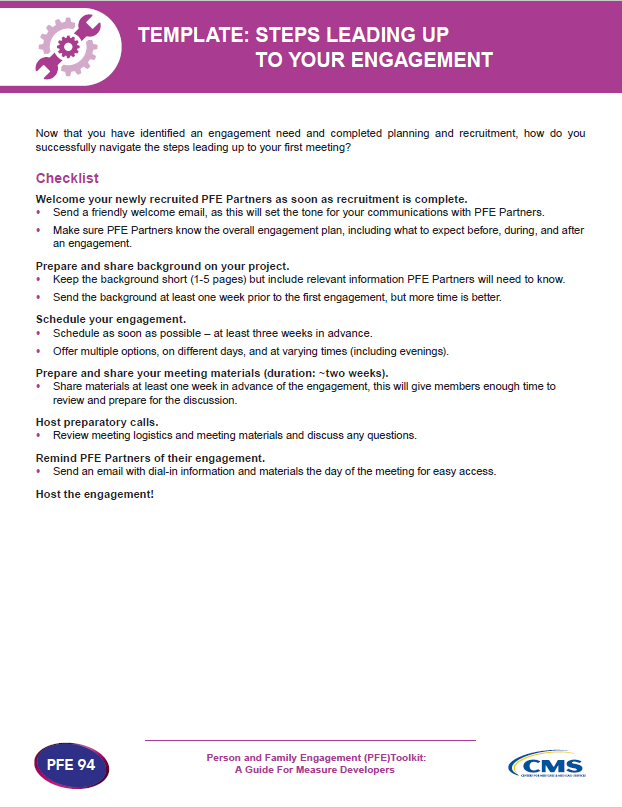 TEMPLATE: STEPS LEADING UP
TO YOUR ENGAGEMENT
Now that you have identified an engagement need and completed planning and recruitment, how do you
successfully navigate the steps leading up to your first meeting?
Checklist
Welcome your newly recruited PFE Partners as soon as recruitment is complete.
• Send a friendly welcome email, as this will set the tone for your communications with PFE Partners.
• Make sure PFE Partners know the overall engagement plan, including what to expect before, during, and after
an engagement.
Prepare and share background on your project.
• Keep the background short (1-5 pages) but include relevant information PFE Partners will need to know.
• Send the background at least one week prior to the first engagement, but more time is better.
Schedule your engagement.
• Schedule as soon as possible – at least three weeks in advance.
• Offer multiple options, on different days, and at varying times (including evenings).
Prepare and share your meeting materials (duration: ~two weeks).
• Share materials at least one week in advance of the engagement, this will give members enough time to
review and prepare for the discussion.
Host preparatory calls.
• Review meeting logistics and meeting materials and discuss any questions.
Remind PFE Partners of their engagement.
• Send an email with dial-in information and materials the day of the meeting for easy access.
Host the engagement!
PFE 94
Person and Family Engagement (PFE)Toolkit:
A Guide For Measure Developers
CMS
CENTERS FOR MEDICARE & MEDICAID SERVICES